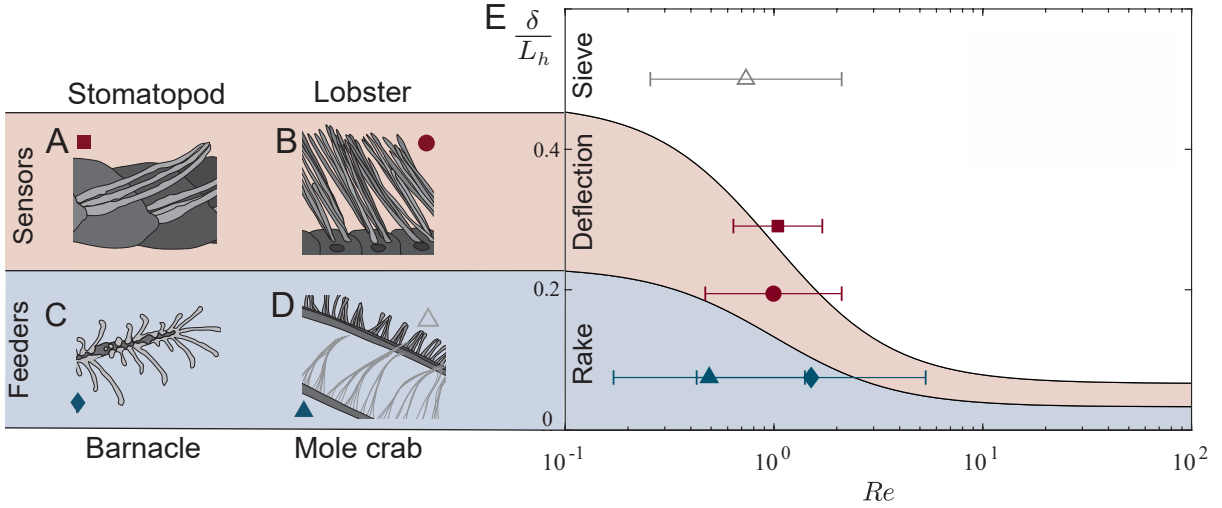 E
δ
L_h
Sieve
Stomatopod
Lobster
A
B
Sensors
Deflection
0.4
0.2
C
D
Feeders
Rake
0
Barnacle
Mole crab
10^-1
10^0
10^1
10^2
Re